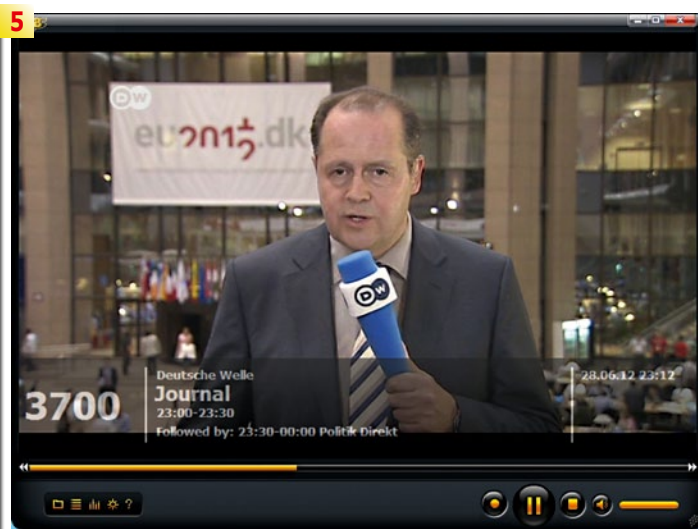 5
DW
eu2012.dk
DW
3700
Deutsche Welle
Journal
23:00-23:30
Followed by: 23:30-00:00 Politik Direkt
28.06.12 23:12
?